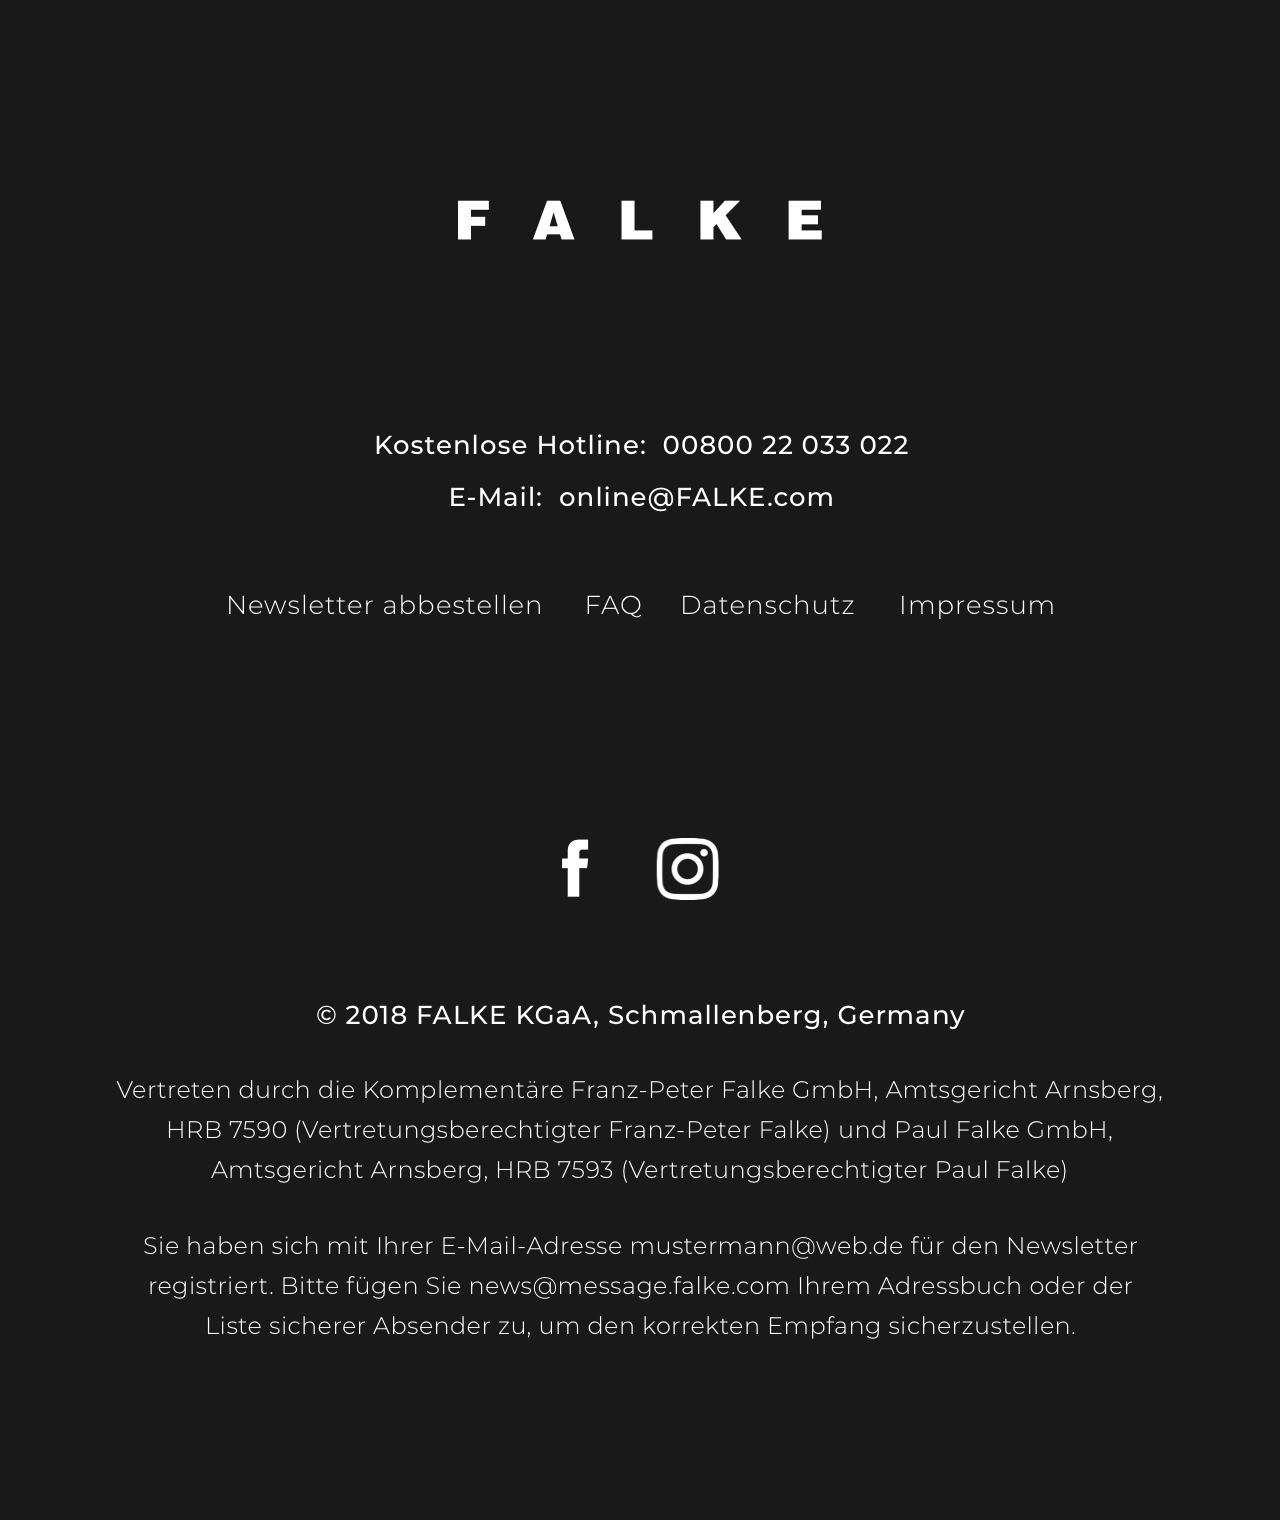 FALKE
Kostenlose Hotline: 00800 22 033 022
E-Mail: online@FALKE.com
Newsletter abbestellen FAQ Datenschutz Impressum
© 2018 FALKE KGaA, Schmallenberg, Germany
Vertreten durch die Komplementäre Franz-Peter Falke GmbH, Amtsgericht Arnsberg,
HRB 7590 (Vertretungsberechtigter Franz-Peter Falke) und Paul Falke GmbH,
Amtsgericht Arnsberg, HRB 7593 (Vertretungsberechtigter Paul Falke)
Sie haben sich mit Ihrer E-Mail-Adresse mustermann@web.de für den Newsletter
registriert. Bitte fügen Sie news@message.falke.com Ihrem Adressbuch oder der
Liste sicherer Absender zu, um den korrekten Empfang sicherzustellen.